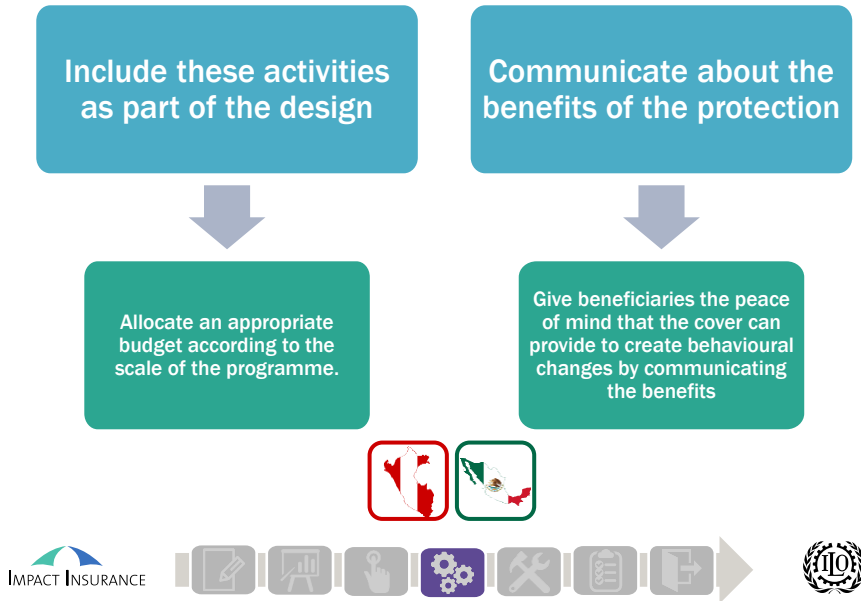 Include these activities
as part of the design
Communicate about the
benefits of the protection
Allocate an appropriate
budget according to the
scale of the programme.
Give beneficiaries the peace
of mind that the cover can
provide to create behavioural
changes by communicating
the benefits
IMPACT INSURANCE
ILO